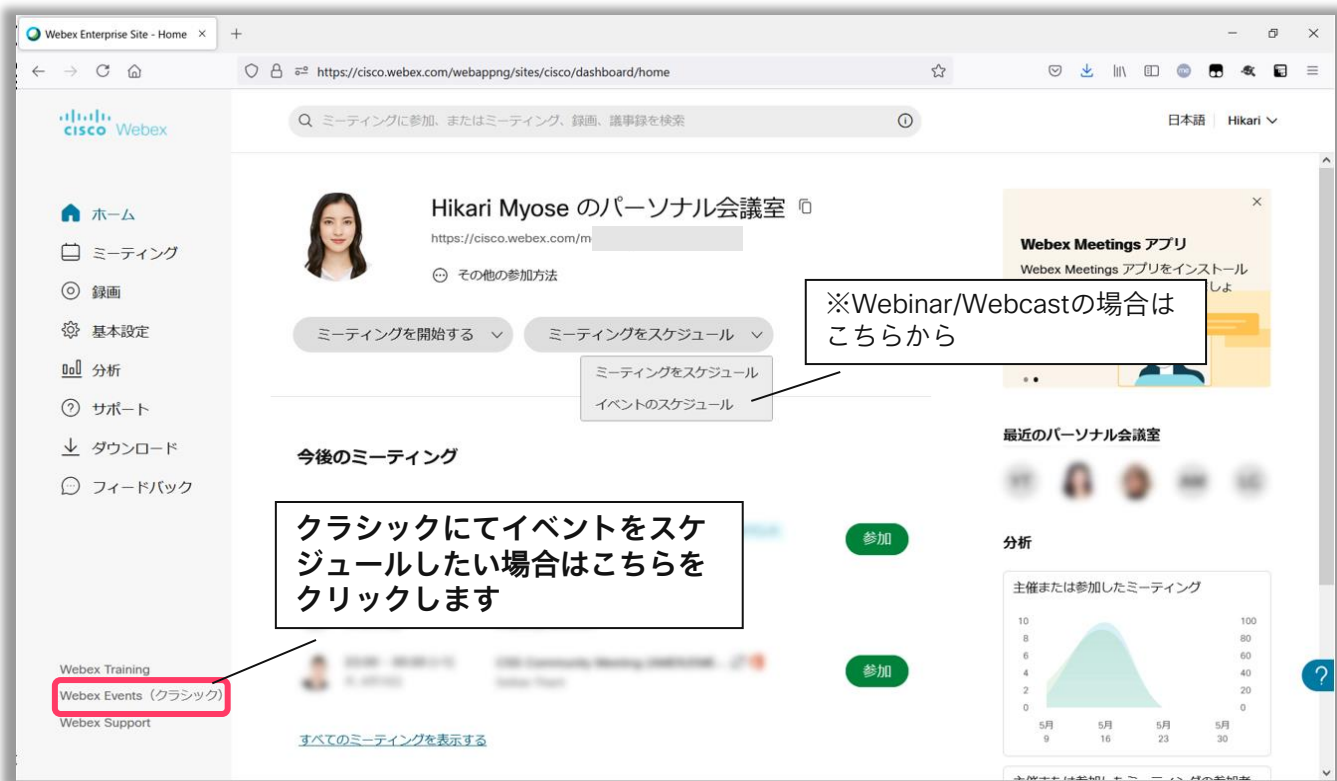 Webex Enterprise Site - Home
https://cisco.webex.com/webappng/sites/cisco/dashboard/home
cisco Webex
ミーティングに参加、またはミーティング、録画、議事録を検索
日本語
Hikari
ホーム
ミーティング
録画
基本設定
分析
サポート
ダウンロード
フィードバック
Webex Training
Webex Events（クラシック）
Webex Support
Hikari Myose のパーソナル会議室
https://cisco.webex.com/m
その他の参加方法
ミーティングを開始する
ミーティングをスケジュール
ミーティングをスケジュール
イベントのスケジュール
※Webinar/Webcastの場合は
こちらから
今後のミーティング
クラシックにてイベントをスケ
ジュールしたい場合はこちらを
クリックします
参加
参加
すべてのミーティングを表示する
Webex Meetings アプリ
Webex Meetings アプリをインストール
しょ
最近のパーソナル会議室
分析
主催または参加したミーティング
10 100
8 80
6 60
4 40
2 20
0 0
5月 5月 5月 5月
9 16 23 30
?